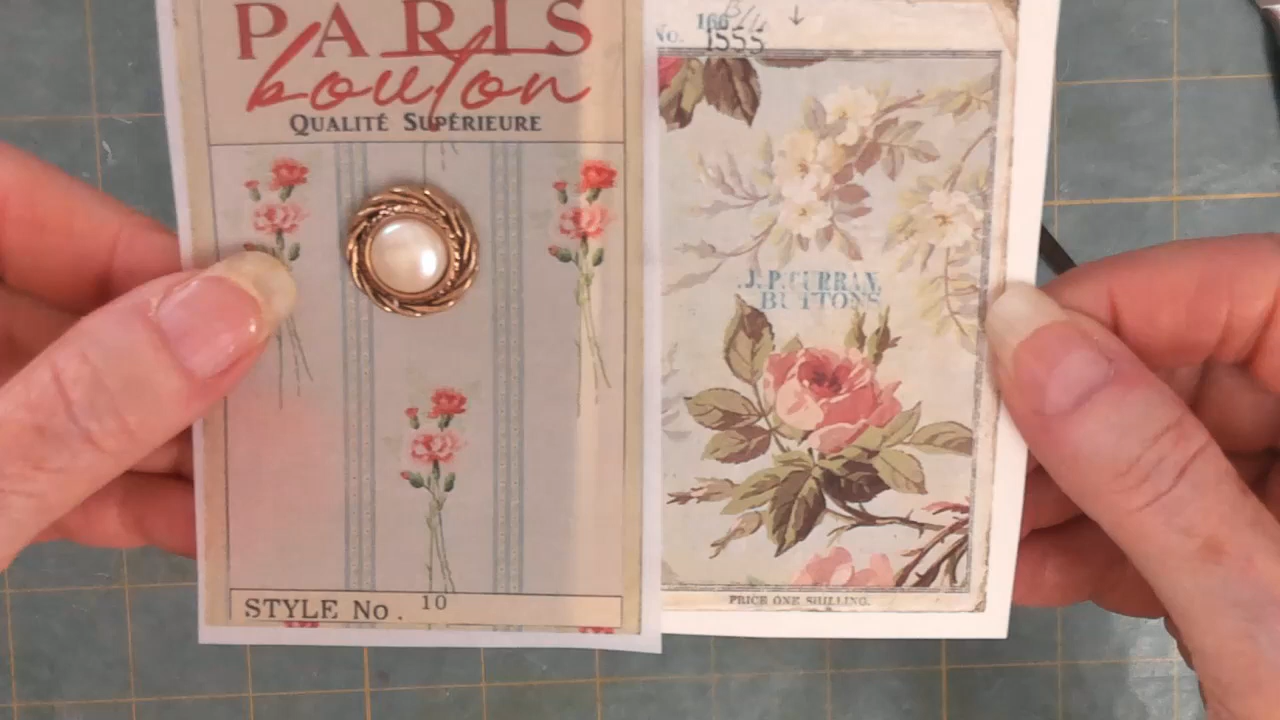 PARIS
bouton
QUALITÉ SUPÉRIEURE
STYLE No. 10
No.
1555
J. P. CURRAN,
BUTTONS
PRICE ONE SHILLING.